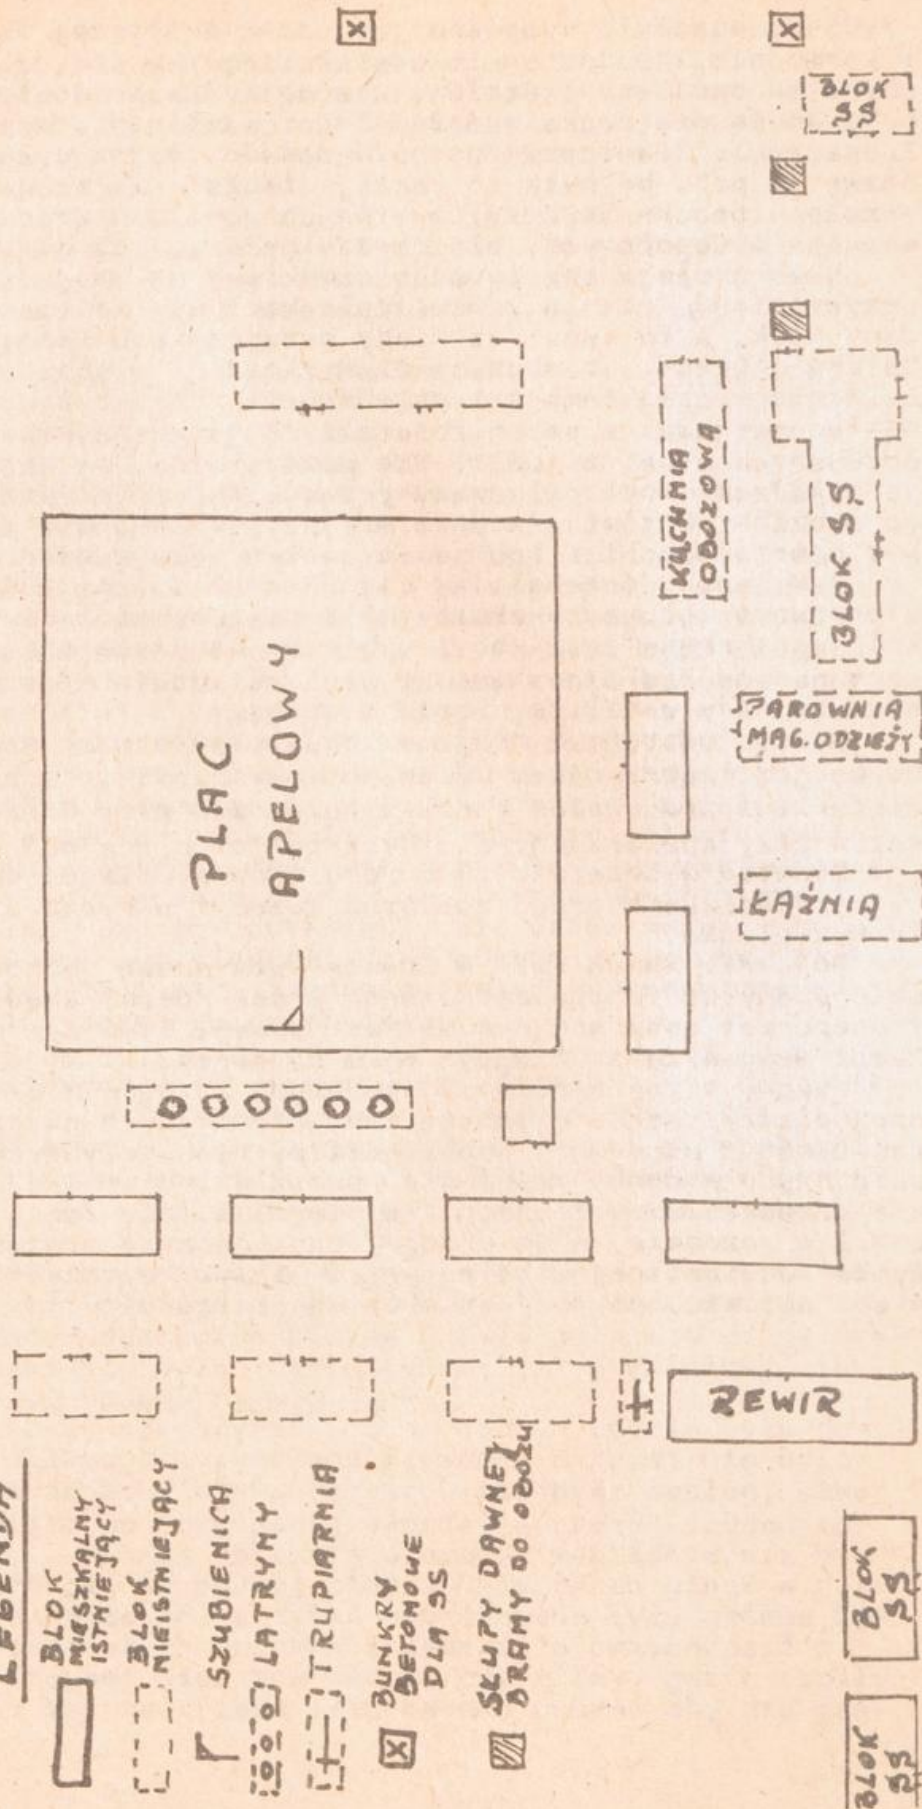 BLOK
SS
KUCHNIA
OBOZOWA
BLOK SS
PAROWNIA
MAG. ODZIEŻY
ŁAŹNIA
PLAC
APELOWY
REWIR
BLOK
SS
BLOK
SS
LEGENDA
BLOK
MIESZKALNY
ISTNIEJĄCY
BLOK
NIEISTNIEJĄCY
SZUBIENICA
LATRYNY
TRUPIARNIA
BUNKRY
BETONOWE
DLA SS
SŁUPY DAWNEJ
BRAMY DO OBOZU